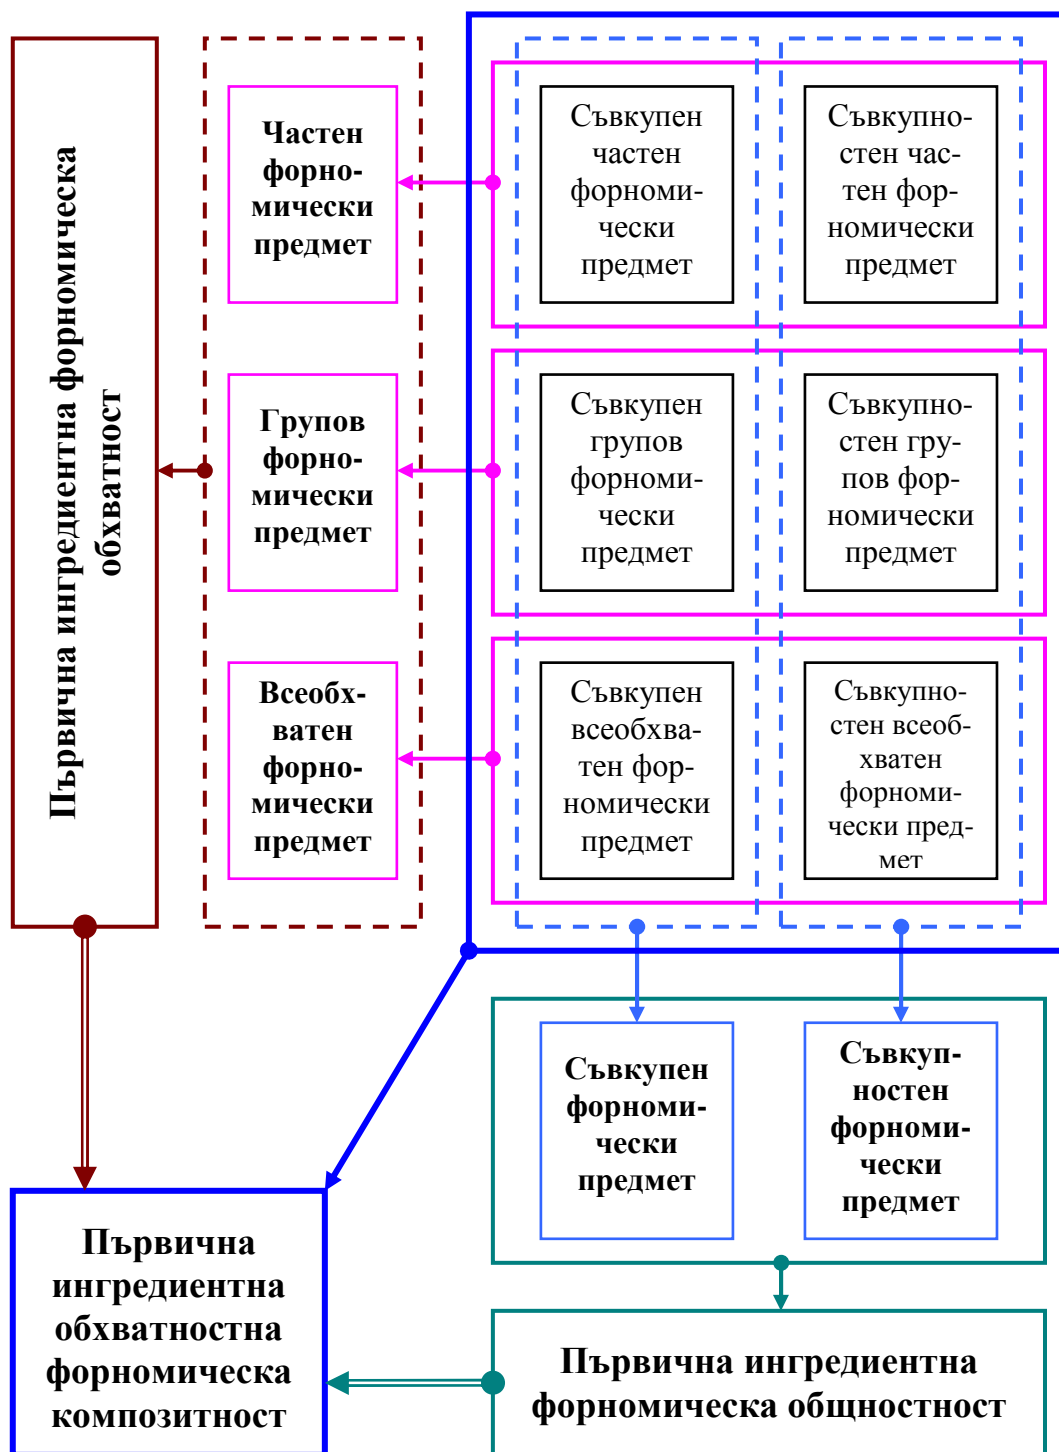 Първична ингредиентна форномическа
обхватност
Частен
форно-
мически
предмет
Съвкупен
частен
форноми-
чески
предмет
Съвкупно-
стен час-
тен фор-
номически
предмет
Групов
форно-
мически
предмет
Съвкупен
групов
форноми-
чески
предмет
Съвкупно-
стен гру-
пов фор-
номически
предмет
Всеобх-
ватен
форно-
мически
предмет
Съвкупен
всеобхва-
тен фор-
номически
предмет
Съвкупно-
стен всеоб-
хватен
форноми-
чески пред-
мет
Съвкупен
форноми-
чески
предмет
Съвкуп-
ностен
форноми-
чески
предмет
Първична
ингредиентна
обхватностна
форномическа
композитност
Първична ингредиентна
форномическа общностност